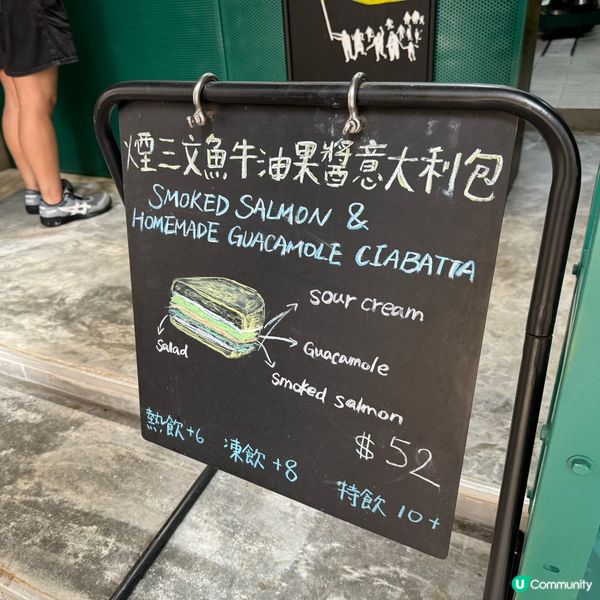 煙三文魚牛油果醬意大利包
SMOKED SALMON &
HOMEMADE GUACAMOLE CIABATTA
sour cream
Guacamole
smoked salmon
Salad
$52
熱飲+6 凍飲+8 特飲 10+
U Community